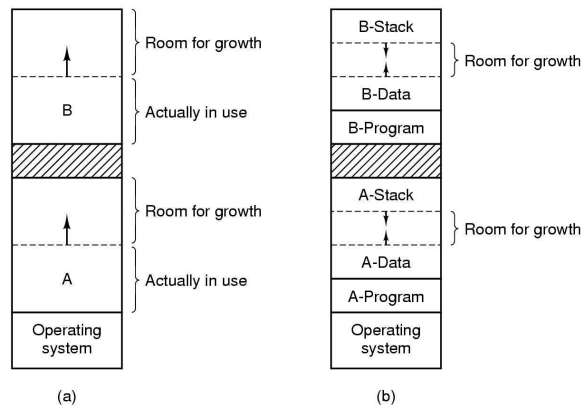 Room for growth
B
Actually in use
Room for growth
A
Actually in use
Operating
system
(a)
B-Stack
Room for growth
B-Data
B-Program
A-Stack
Room for growth
A-Data
A-Program
Operating
system
(b)